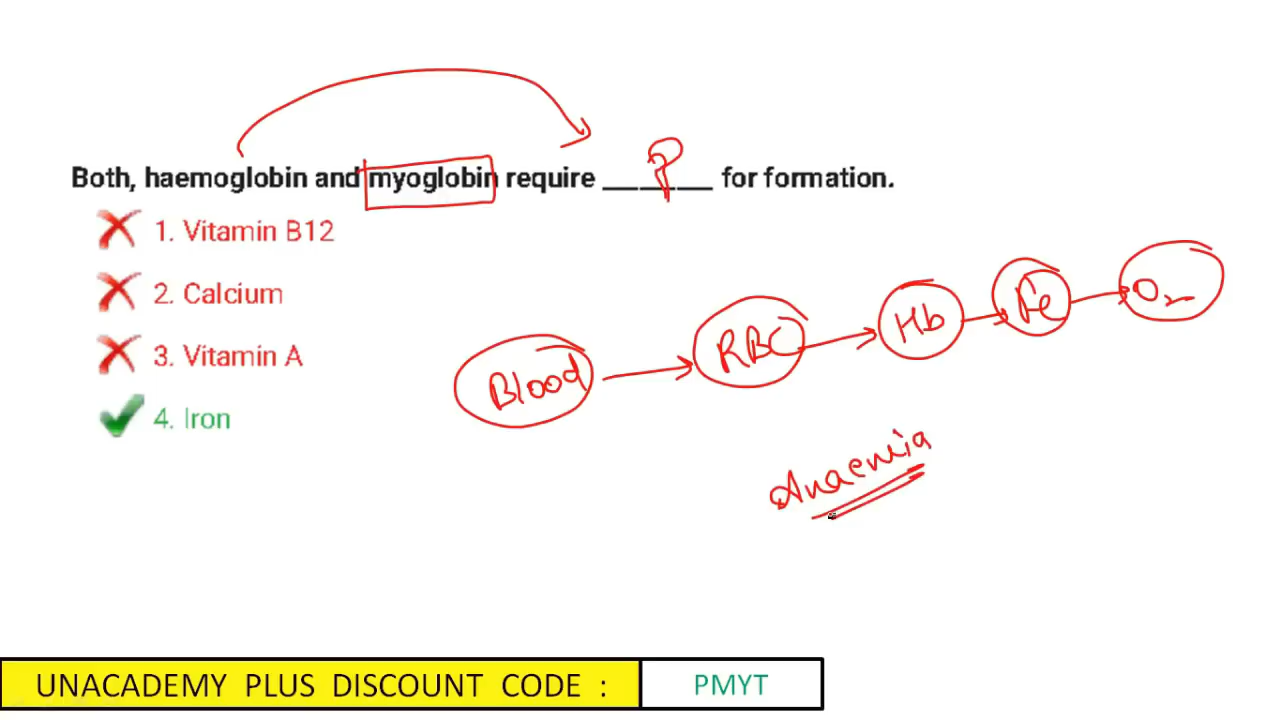 Both, haemoglobin and myoglobin require ______ for formation.
?
1. Vitamin B12
2. Calcium
3. Vitamin A
4. Iron
Blood RBC Hb Fe O2
Anaemia
UNACADEMY PLUS DISCOUNT CODE : PMYT